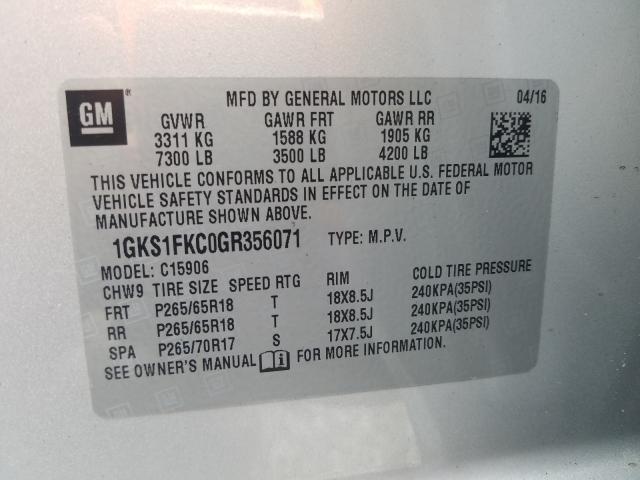 GM ®
MFD BY GENERAL MOTORS LLC 04/16
GVWR GAWR FRT GAWR RR
3311 KG 1588 KG 1905 KG
7300 LB 3500 LB 4200 LB
THIS VEHICLE CONFORMS TO ALL APPLICABLE U.S. FEDERAL MOTOR
VEHICLE SAFETY STANDARDS IN EFFECT ON THE DATE OF
MANUFACTURE SHOWN ABOVE.
1GKS1FKC0GR356071 TYPE: M.P.V.
MODEL: C15906
CHW9 TIRE SIZE SPEED RTG RIM COLD TIRE PRESSURE
FRT P265/65R18 T 18X8.5J 240KPA(35PSI)
RR P265/65R18 T 18X8.5J 240KPA(35PSI)
SPA P265/70R17 S 17X7.5J 240KPA(35PSI)
SEE OWNER'S MANUAL i FOR MORE INFORMATION.